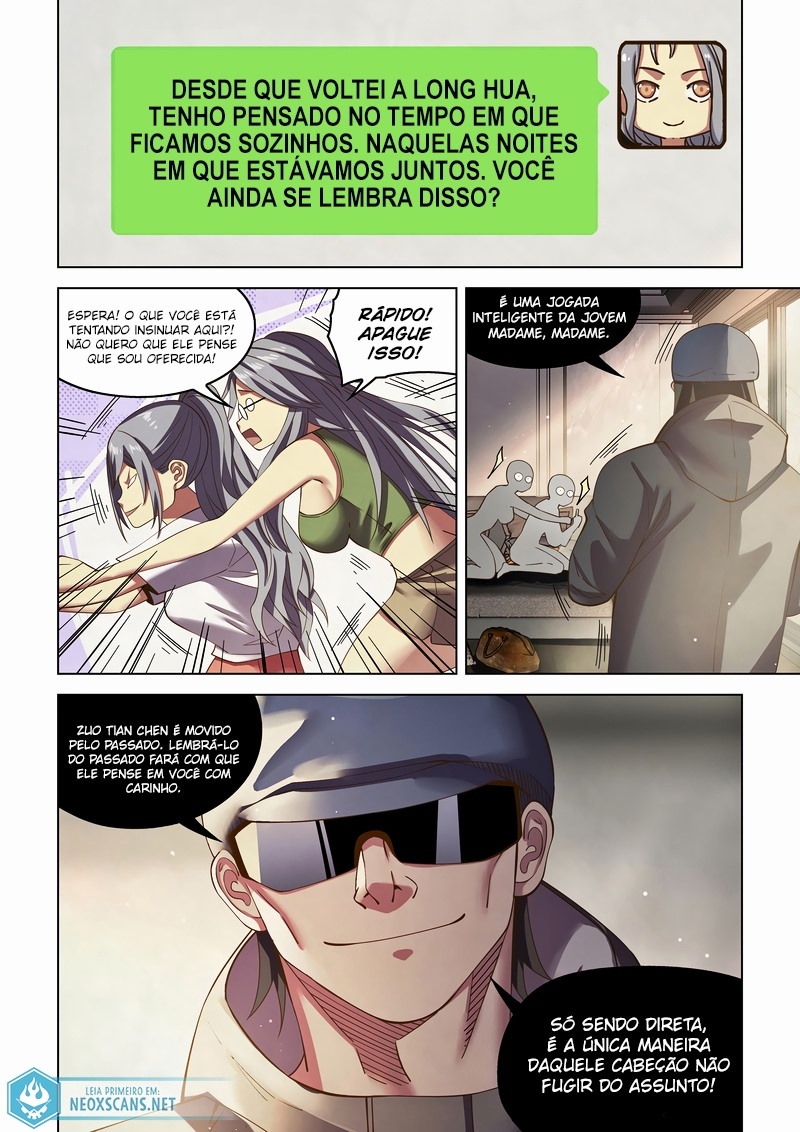 DESDE QUE VOLTEI A LONG HUA,
TENHO PENSADO NO TEMPO EM QUE
FICAMOS SOZINHOS. NAQUELAS NOITES
EM QUE ESTÁVAMOS JUNTOS. VOCÊ
AINDA SE LEMBRA DISSO?
ESPERA! O QUE VOCÊ ESTÁ
TENTANDO INSINUAR AQUI?!
NÃO QUERO QUE ELE PENSE
QUE SOU OFERECIDA!
RÁPIDO!
APAGUE
ISSO!
É UMA JOGADA
INTELIGENTE DA JOVEM
MADAME, MADAME.
ZUO TIAN CHEN É MOVIDO
PELO PASSADO. LEMBRÁ-LO
DO PASSADO FARÁ COM QUE
ELE PENSE EM VOCÊ COM
CARINHO.
SÓ SENDO DIRETA,
É A ÚNICA MANEIRA
DAQUELE CABEÇÃO NÃO
FUGIR DO ASSUNTO!
LEIA PRIMEIRO EM:
NEOXSCANS.NET